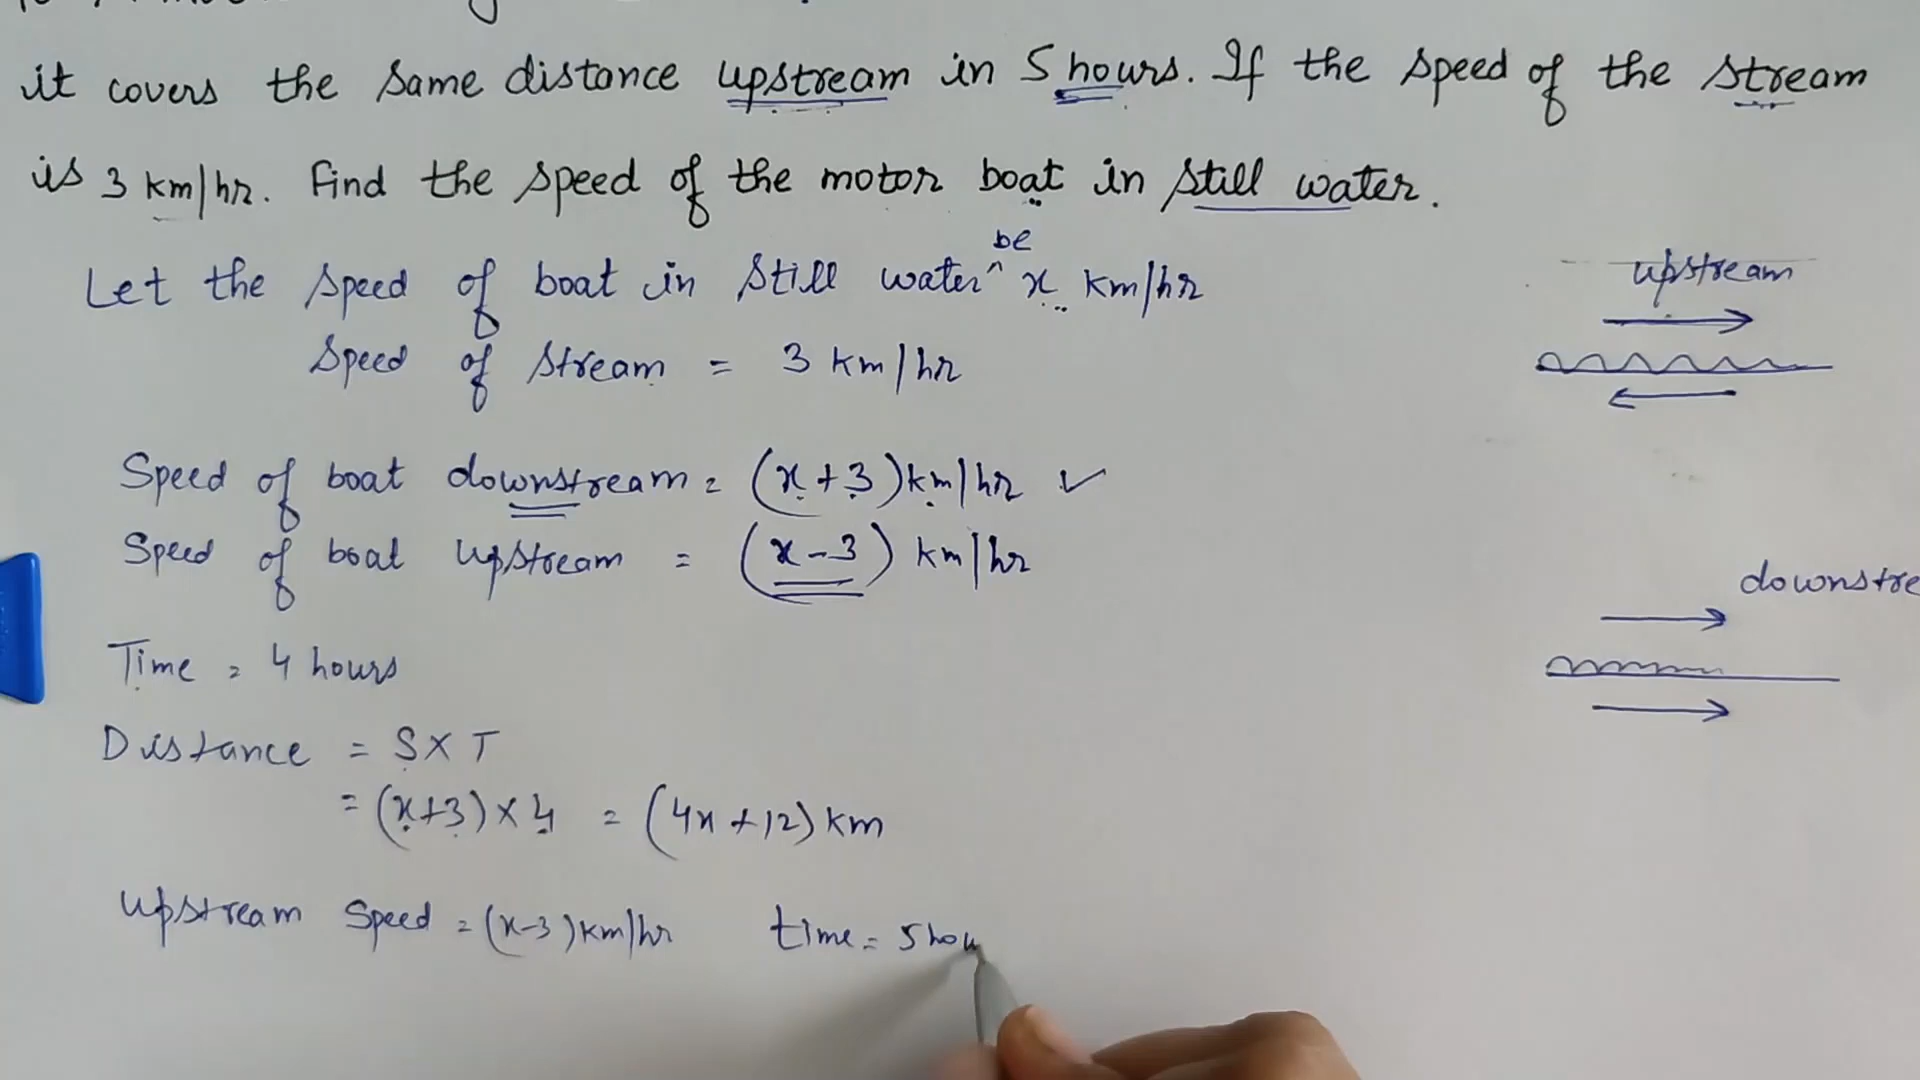 it covers the same distance upstream in 5 hours. If the speed of the stream
is 3 km/hr. Find the speed of the motor boat in still water.
be
Let the speed of boat in still water ^ x km/hr
upstream
Speed of stream = 3 km/hr
Speed of boat downstream = (x+3) km/hr ✓
Speed of boat upstream = (x-3) km/hr
downstre
Time = 4 hours
Distance = S X T
= (x+3) x 4 = (4x + 12) km
upstream Speed = (x-3) km/hr time = 5 hou